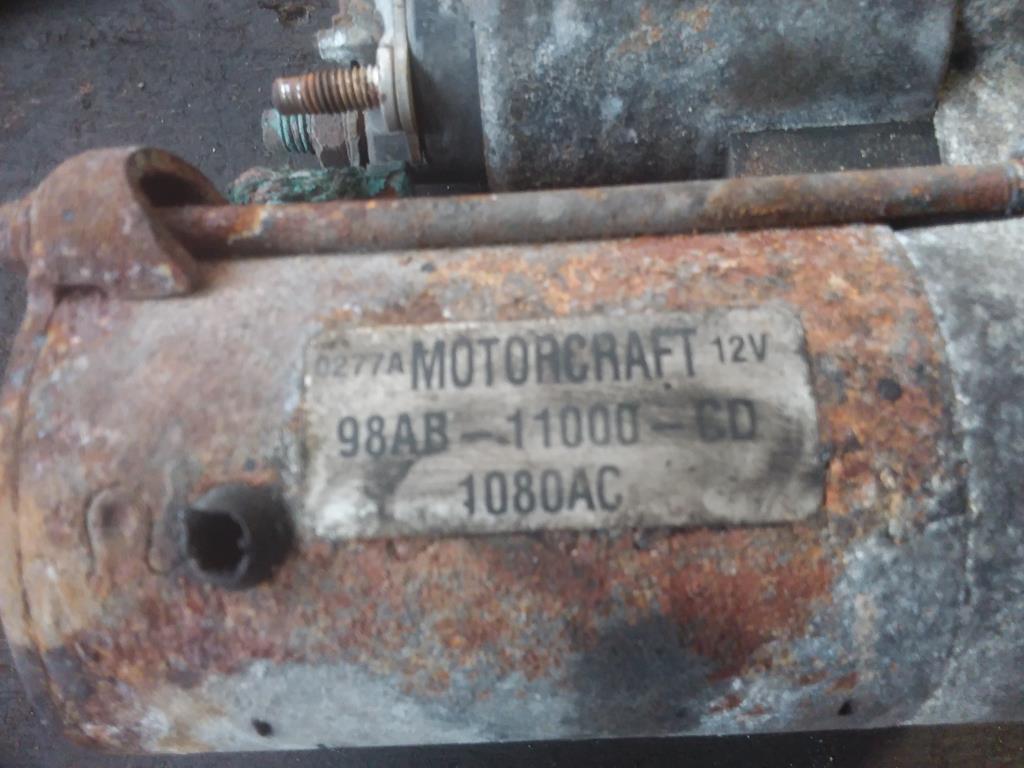 0277A MOTORCRAFT 12V
98AB-11000-CD
1080AC